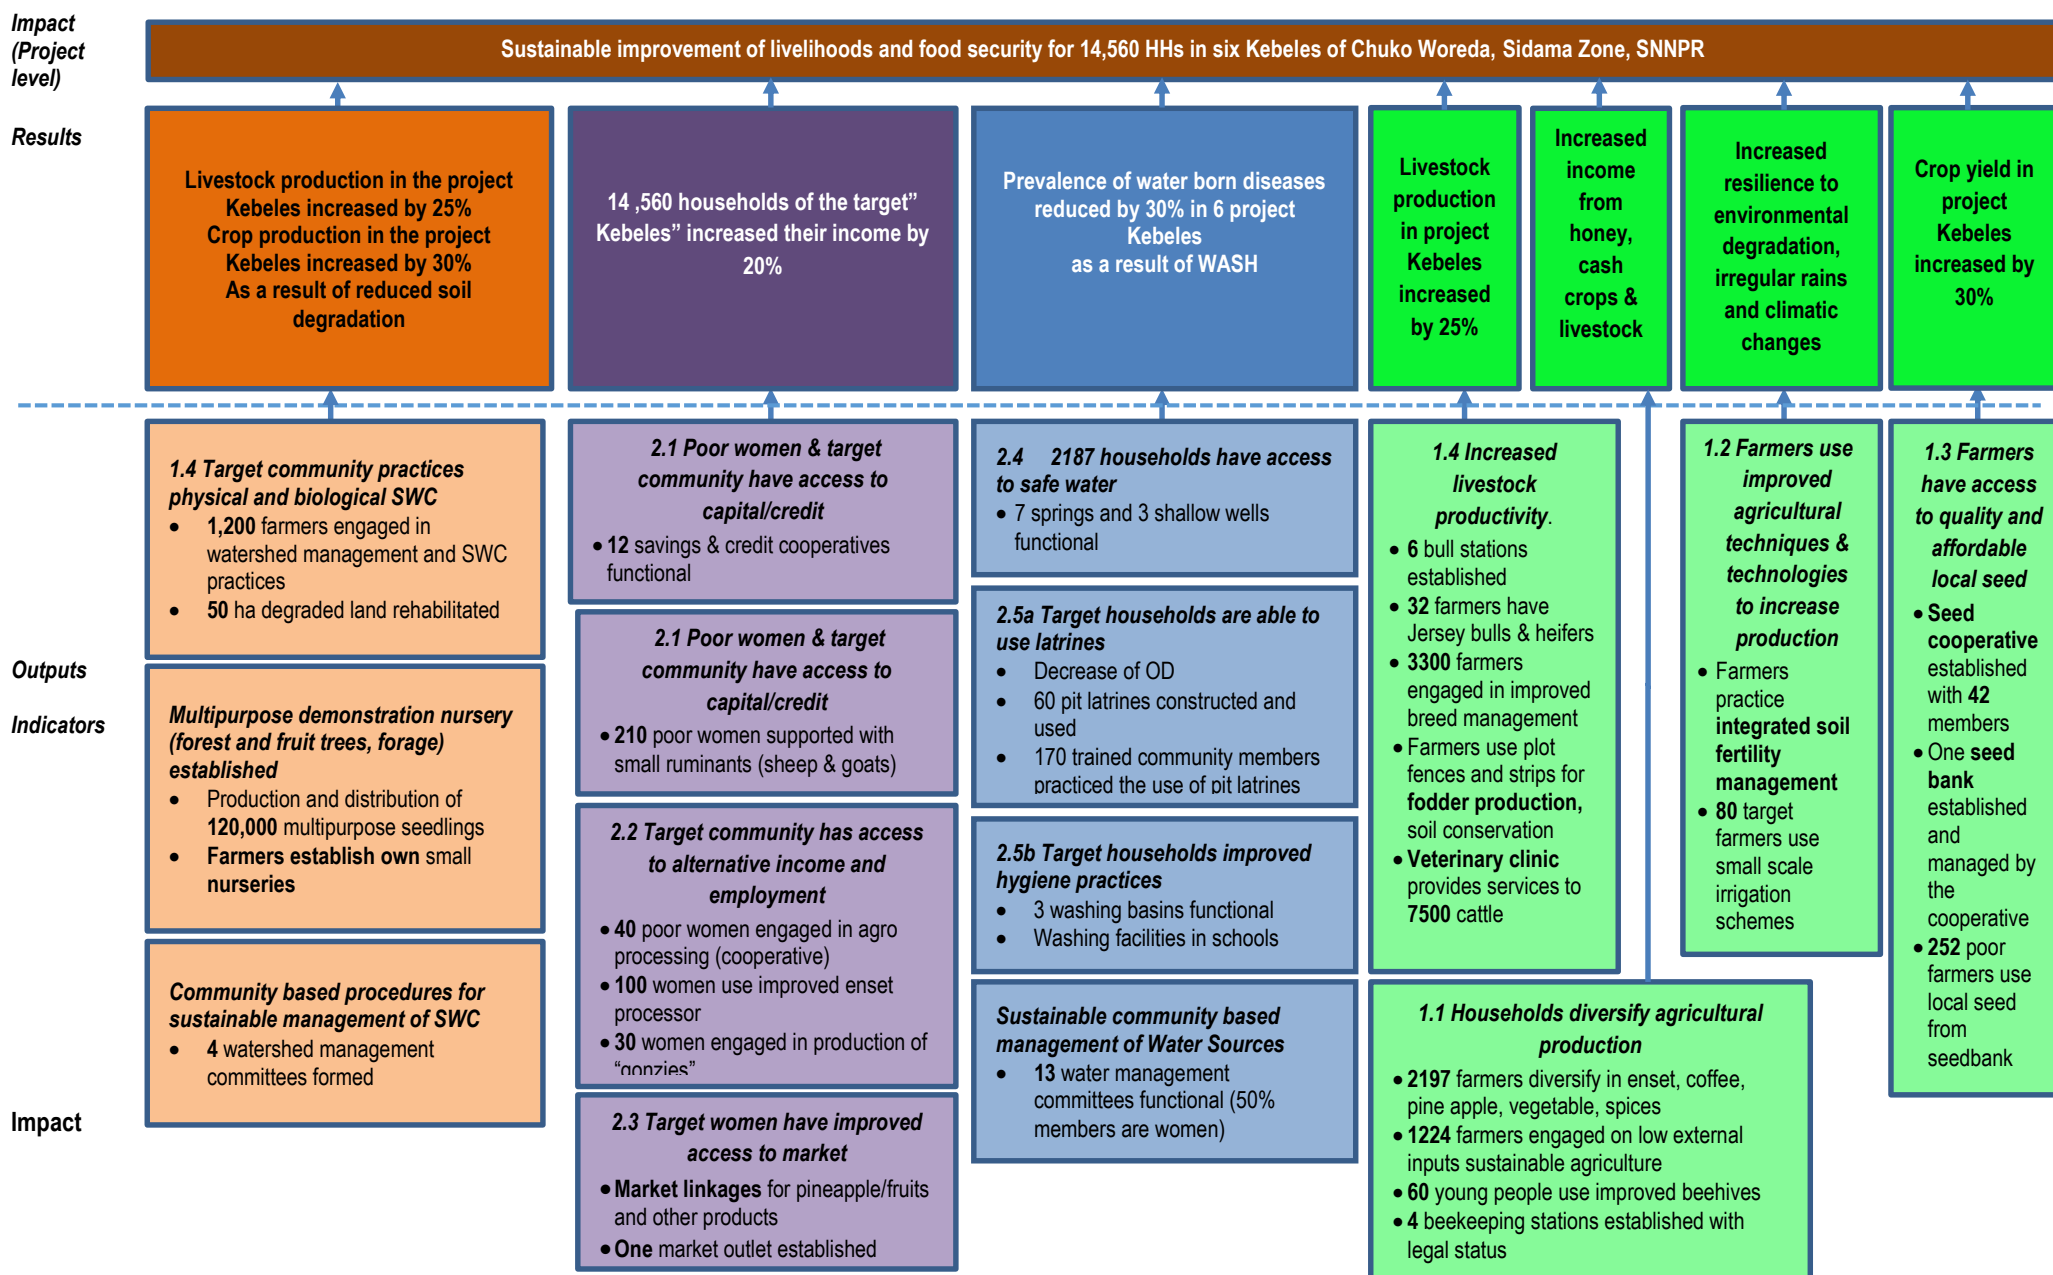 Impact
(Project
level)
Sustainable improvement of livelihoods and food security for 14,560 HHs in six Kebeles of Chuko Woreda, Sidama Zone, SNNPR
Results
Livestock production in the project
Kebeles increased by 25%
Crop production in the project
Kebeles increased by 30%
As a result of reduced soil
degradation
14 ,560 households of the target”
Kebeles” increased their income by
20%
Prevalence of water born diseases
reduced by 30% in 6 project
Kebeles
as a result of WASH
Livestock
production
in project
Kebeles
increased
by 25%
Increased
income
from
honey,
cash
crops &
livestock
Increased
resilience to
environmental
degradation,
irregular rains
and climatic
changes
Crop yield in
project
Kebeles
increased by
30%
Outputs
Indicators
Impact
1.4 Target community practices
physical and biological SWC
• 1,200 farmers engaged in
watershed management and SWC
practices
• 50 ha degraded land rehabilitated
Multipurpose demonstration nursery
(forest and fruit trees, forage)
established
• Production and distribution of
120,000 multipurpose seedlings
• Farmers establish own small
nurseries
Community based procedures for
sustainable management of SWC
• 4 watershed management
committees formed
2.1 Poor women & target
community have access to
capital/credit
• 12 savings & credit cooperatives
functional
2.1 Poor women & target
community have access to
capital/credit
• 210 poor women supported with
small ruminants (sheep & goats)
2.2 Target community has access
to alternative income and
employment
• 40 poor women engaged in agro
processing (cooperative)
• 100 women use improved enset
processor
• 30 women engaged in production of
“gonzies”
2.3 Target women have improved
access to market
• Market linkages for pineapple/fruits
and other products
• One market outlet established
2.4 2187 households have access
to safe water
• 7 springs and 3 shallow wells
functional
2.5a Target households are able to
use latrines
• Decrease of OD
• 60 pit latrines constructed and
used
• 170 trained community members
practiced the use of pit latrines
2.5b Target households improved
hygiene practices
• 3 washing basins functional
• Washing facilities in schools
Sustainable community based
management of Water Sources
• 13 water management
committees functional (50%
members are women)
1.4 Increased
livestock
productivity.
• 6 bull stations
established
• 32 farmers have
Jersey bulls & heifers
• 3300 farmers
engaged in improved
breed management
• Farmers use plot
fences and strips for
fodder production,
soil conservation
• Veterinary clinic
provides services to
7500 cattle
1.1 Households diversify agricultural
production
• 2197 farmers diversify in enset, coffee,
pine apple, vegetable, spices
• 1224 farmers engaged on low external
inputs sustainable agriculture
• 60 young people use improved beehives
• 4 beekeeping stations established with
legal status
1.2 Farmers use
improved
agricultural
techniques &
technologies
to increase
production
• Farmers
practice
integrated soil
fertility
management
• 80 target
farmers use
small scale
irrigation
schemes
1.3 Farmers
have access
to quality and
affordable
local seed
• Seed
cooperative
established
with 42
members
• One seed
bank
established
and
managed by
the
cooperative
• 252 poor
farmers use
local seed
from
seedbank